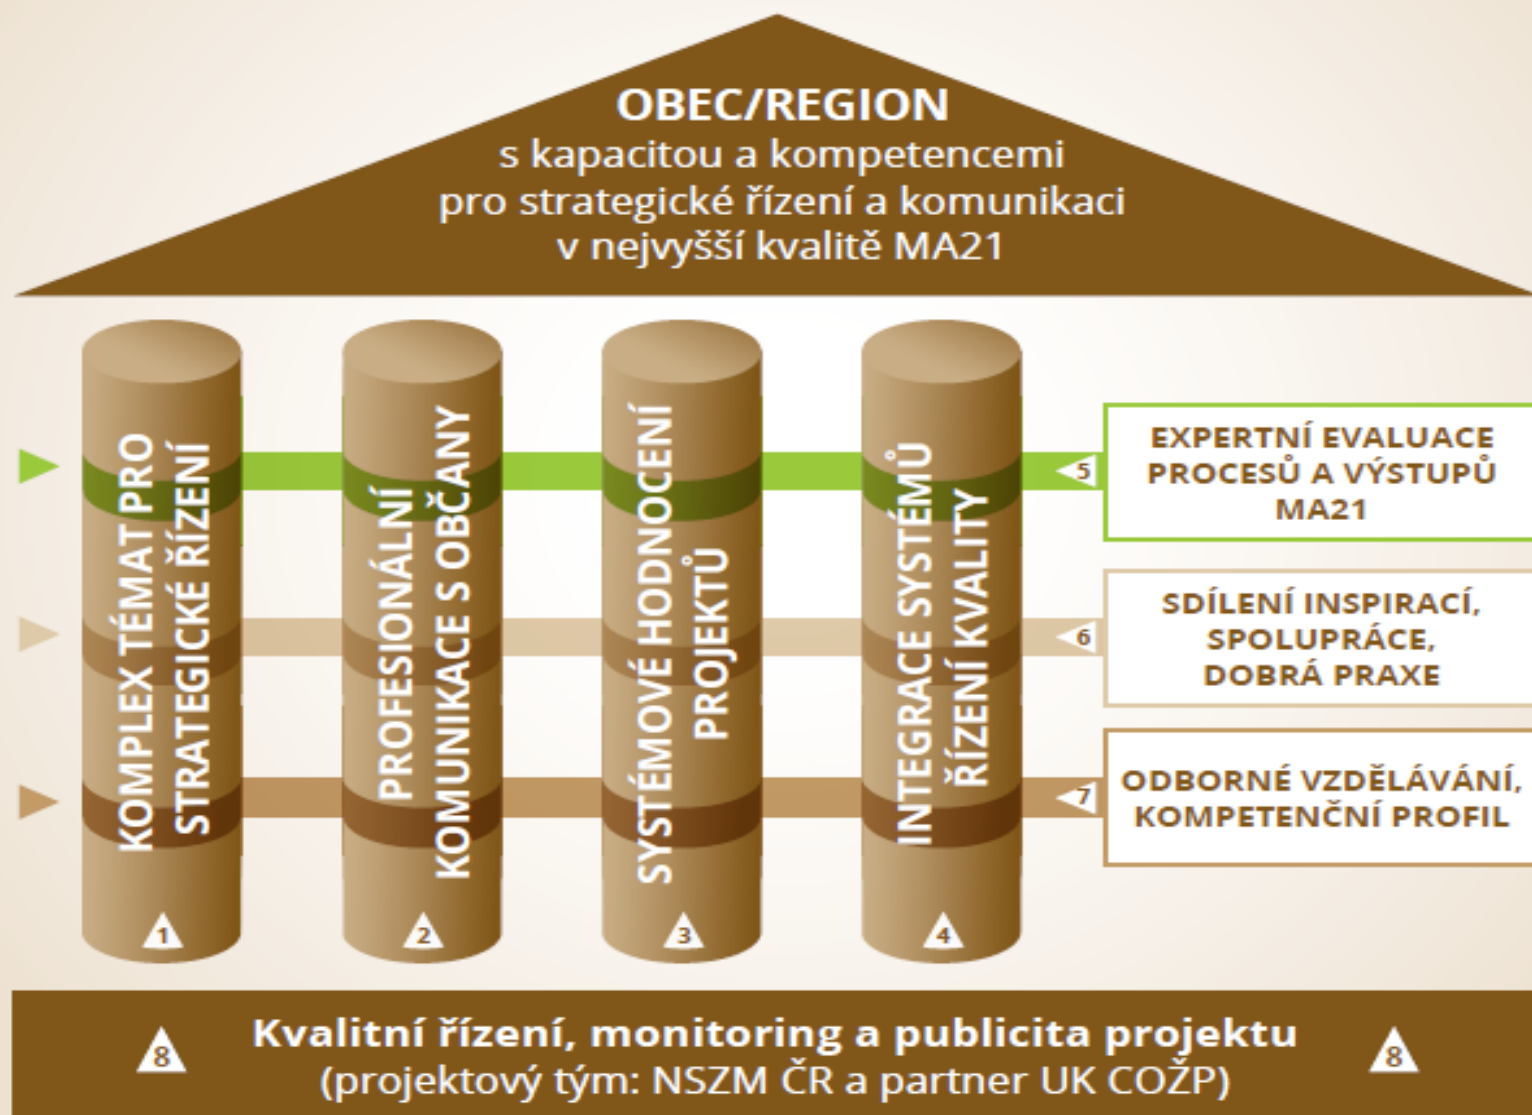 OBEC/REGION
s kapacitou a kompetencemi
pro strategické řízení a komunikaci
v nejvyšší kvalitě MA21
KOMPLEX TÉMAT PRO
STRATEGICKÉ ŘÍZENÍ
1
PROFESIONÁLNÍ
KOMUNIKACE S OBČANY
2
SYSTÉMOVÉ HODNOCENÍ
PROJEKTŮ
3
INTEGRACE SYSTÉMŮ
ŘÍZENÍ KVALITY
4
5
EXPERTNÍ EVALUACE
PROCESŮ A VÝSTUPŮ
MA21
6
SDÍLENÍ INSPIRACÍ,
SPOLUPRÁCE,
DOBRÁ PRAXE
7
ODBORNÉ VZDĚLÁVÁNÍ,
KOMPETENČNÍ PROFIL
8
Kvalitní řízení, monitoring a publicita projektu
(projektový tým: NSZM ČR a partner UK COŽP)
8